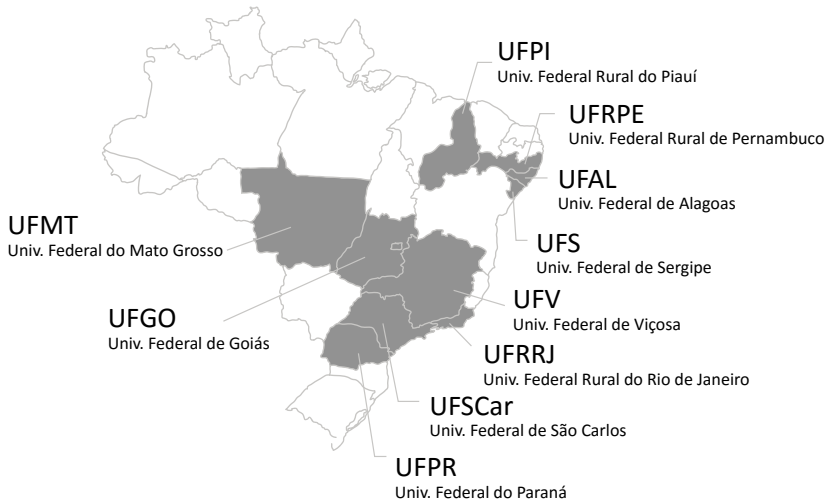 UFPI
Univ. Federal Rural do Piauí
UFRPE
Univ. Federal Rural de Pernambuco
UFAL
Univ. Federal de Alagoas
UFS
Univ. Federal de Sergipe
UFMT
Univ. Federal do Mato Grosso
UFV
Univ. Federal de Viçosa
UFGO
Univ. Federal de Goiás
UFRRJ
Univ. Federal Rural do Rio de Janeiro
UFSCar
Univ. Federal de São Carlos
UFPR
Univ. Federal do Paraná